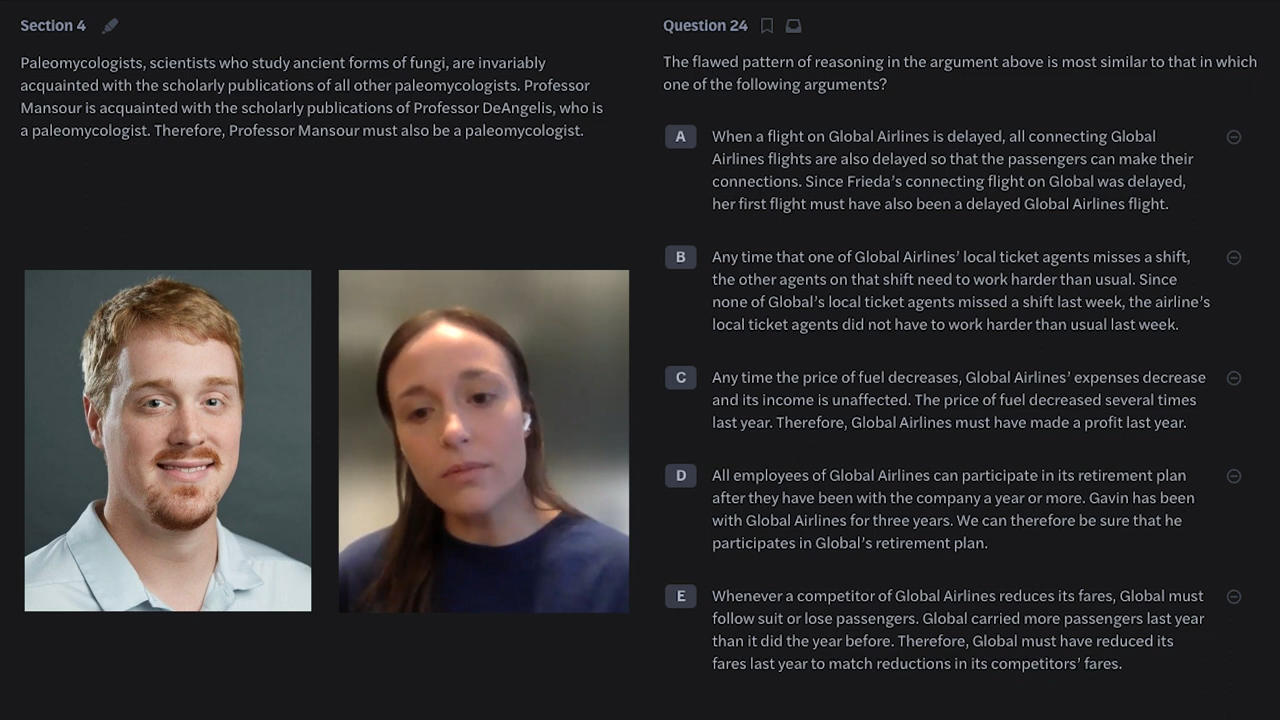 Section 4
Paleomycologists, scientists who study ancient forms of fungi, are invariably
acquainted with the scholarly publications of all other paleomycologists. Professor
Mansour is acquainted with the scholarly publications of Professor DeAngelis, who is
a paleomycologist. Therefore, Professor Mansour must also be a paleomycologist.
Question 24
The flawed pattern of reasoning in the argument above is most similar to that in which
one of the following arguments?
A When a flight on Global Airlines is delayed, all connecting Global
Airlines flights are also delayed so that the passengers can make their
connections. Since Frieda's connecting flight on Global was delayed,
her first flight must have also been a delayed Global Airlines flight.
B Any time that one of Global Airlines' local ticket agents misses a shift,
the other agents on that shift need to work harder than usual. Since
none of Global's local ticket agents missed a shift last week, the airline's
local ticket agents did not have to work harder than usual last week.
C Any time the price of fuel decreases, Global Airlines' expenses decrease
and its income is unaffected. The price of fuel decreased several times
last year. Therefore, Global Airlines must have made a profit last year.
D All employees of Global Airlines can participate in its retirement plan
after they have been with the company a year or more. Gavin has been
with Global Airlines for three years. We can therefore be sure that he
participates in Global's retirement plan.
E Whenever a competitor of Global Airlines reduces its fares, Global must
follow suit or lose passengers. Global carried more passengers last year
than it did the year before. Therefore, Global must have reduced its
fares last year to match reductions in its competitors' fares.